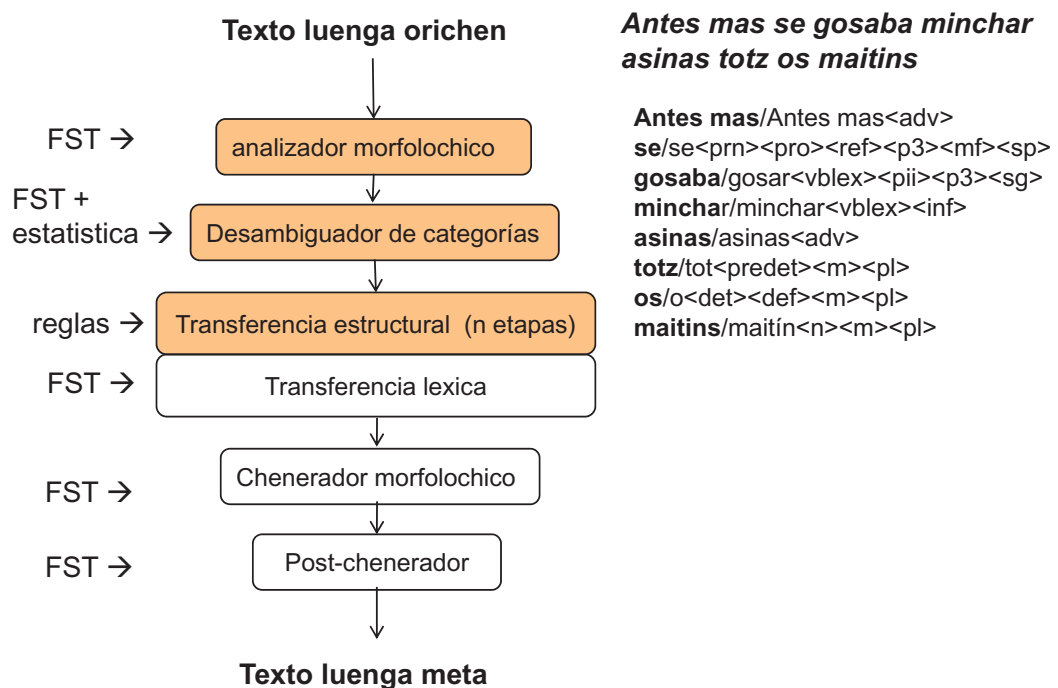 Texto luenga orichen
FST →
analizador morfolochico
FST +
estatistica →
Desambiguador de categorías
reglas →
Transferencia estructural (n etapas)
FST →
Transferencia lexica
Chenerador morfolochico
FST →
Post-chenerador
FST →
Texto luenga meta
Antes mas se gosaba minchar
asinas totz os maitins
Antes mas/Antes mas<adv>
se/se<prn><pro><ref><p3><mf><sp>
gosaba/gosar<vblex><pii><p3><sg>
minchar/minchar<vblex><inf>
asinas/asinas<adv>
totz/tot<predet><m><pl>
os/o<det><def><m><pl>
maitins/maitín<n><m><pl>